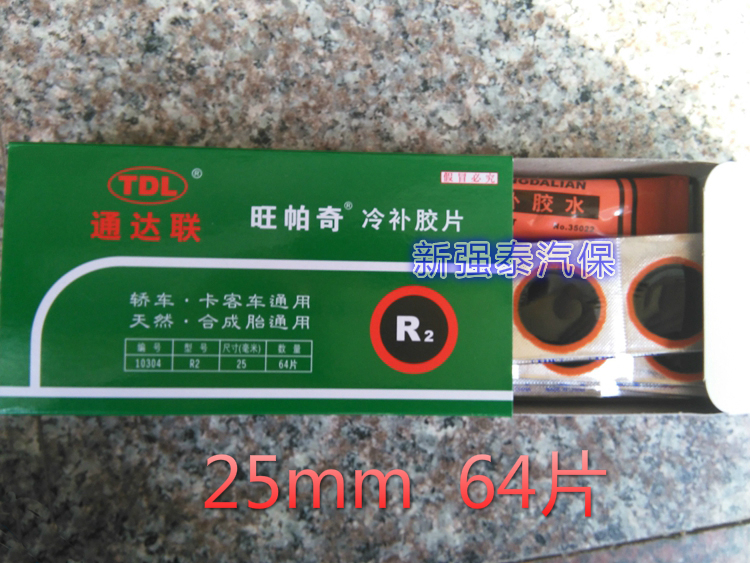 TDL®
通达联
旺帕奇® 冷补胶片
假冒必究
轿车·卡客车通用
天然·合成胎通用
编号 型号 尺寸(毫米) 数量
10304 R2 25 64片
R2
DALIAN
胶水
No.35022
新强泰汽保
25mm 64片